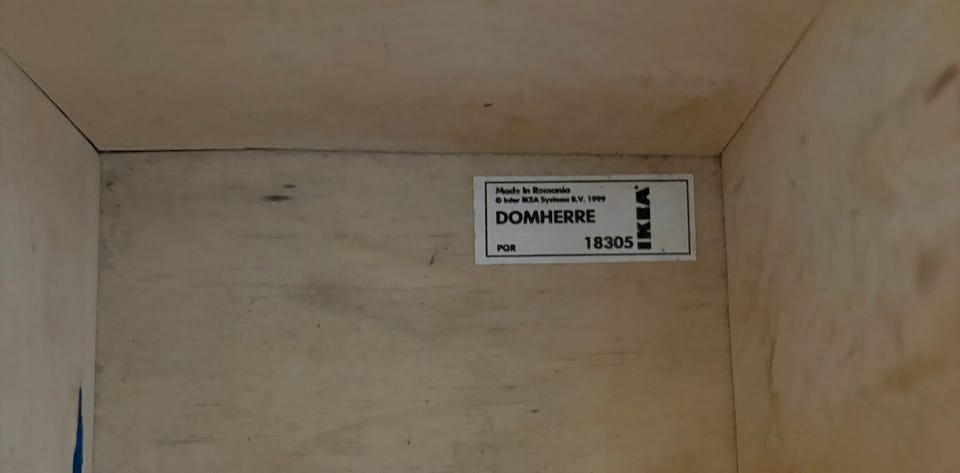 Made in Romania
© Inter IKEA Systems B.V. 1999
DOMHERRE
PQR
18305
IKEA